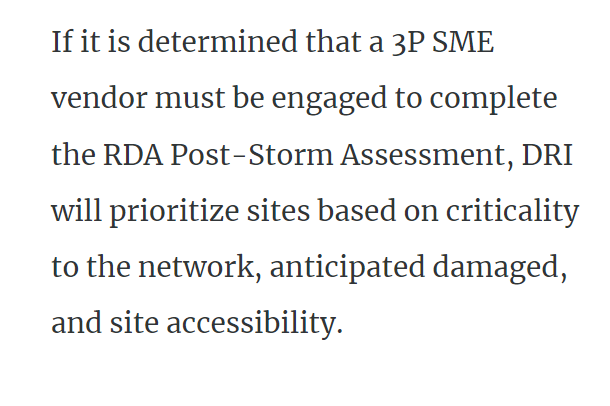 If it is determined that a 3P SME
vendor must be engaged to complete
the RDA Post-Storm Assessment, DRI
will prioritize sites based on criticality
to the network, anticipated damaged,
and site accessibility.